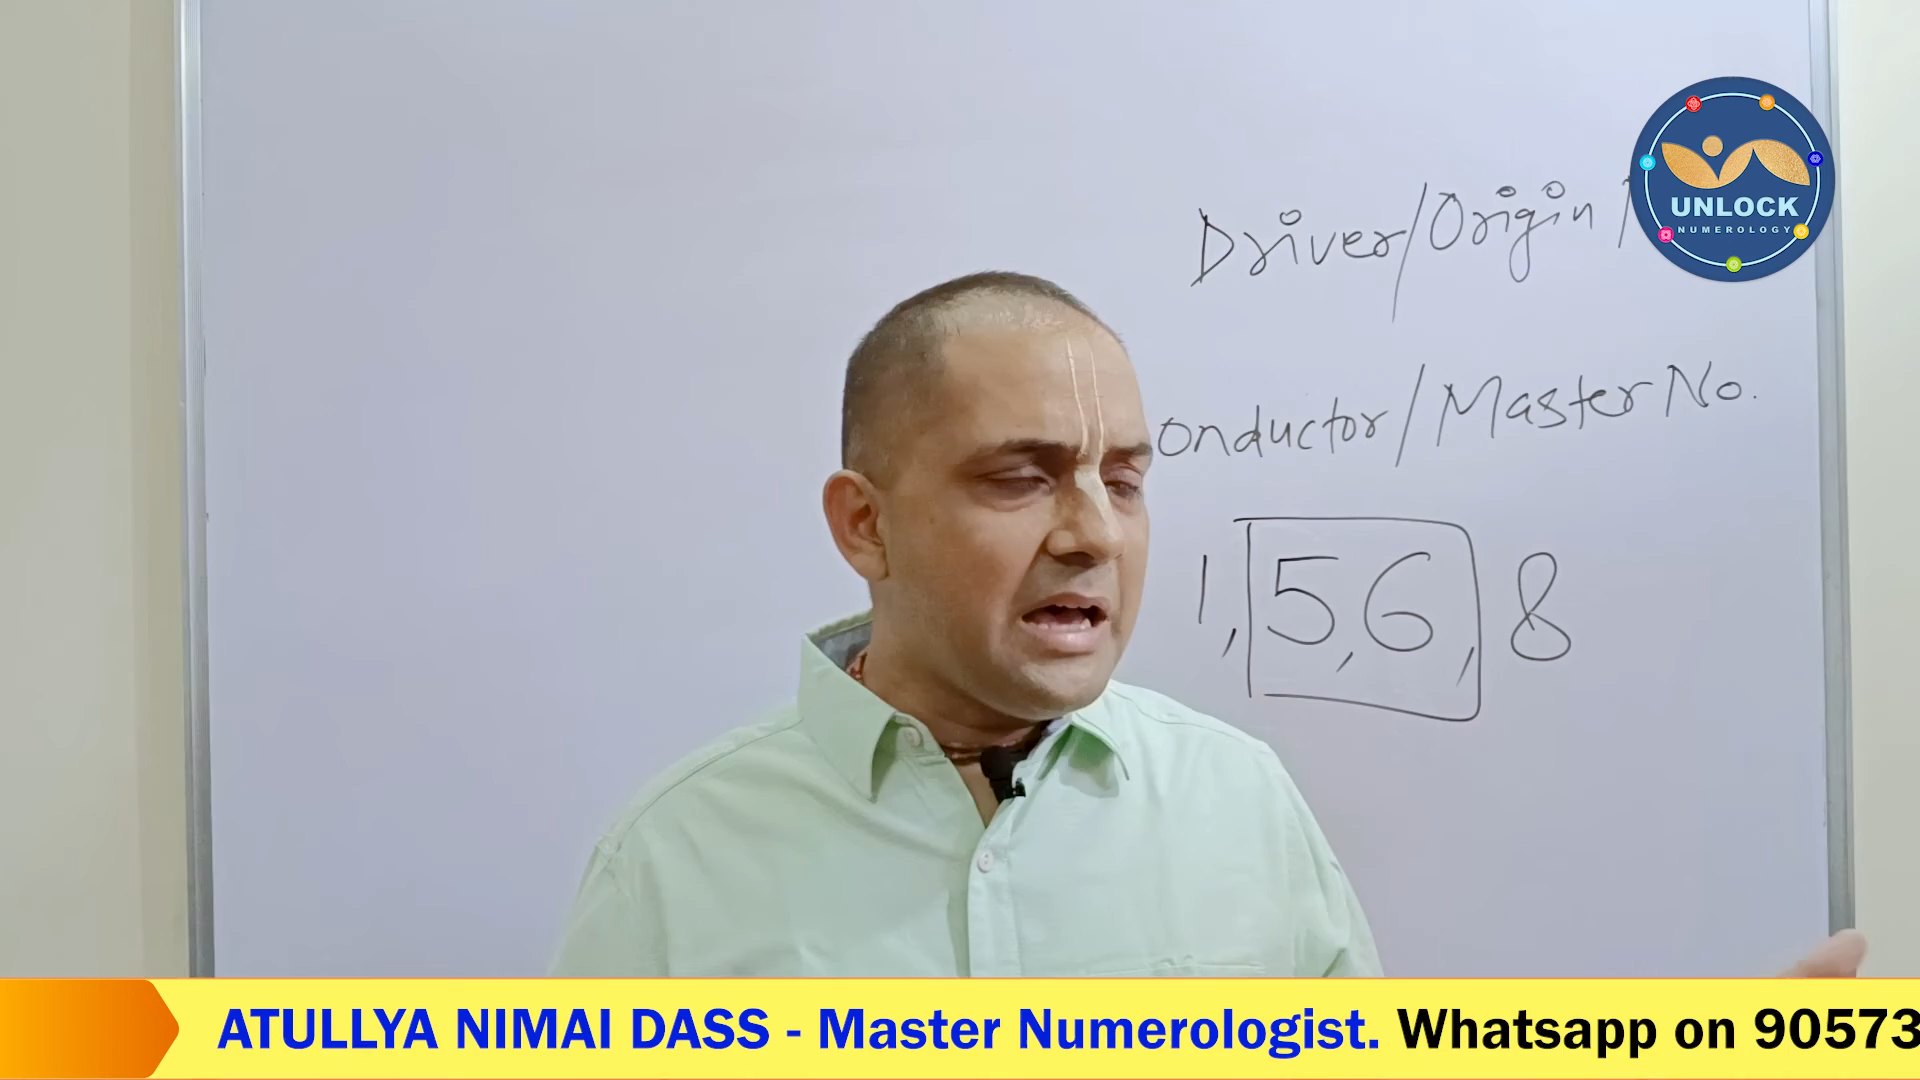 Driver/Origin
UNLOCK
NUMEROLOGY
onductor/Master No.
1, 5, 6, 8
ATULLYA NIMAI DASS - Master Numerologist. Whatsapp on 90573